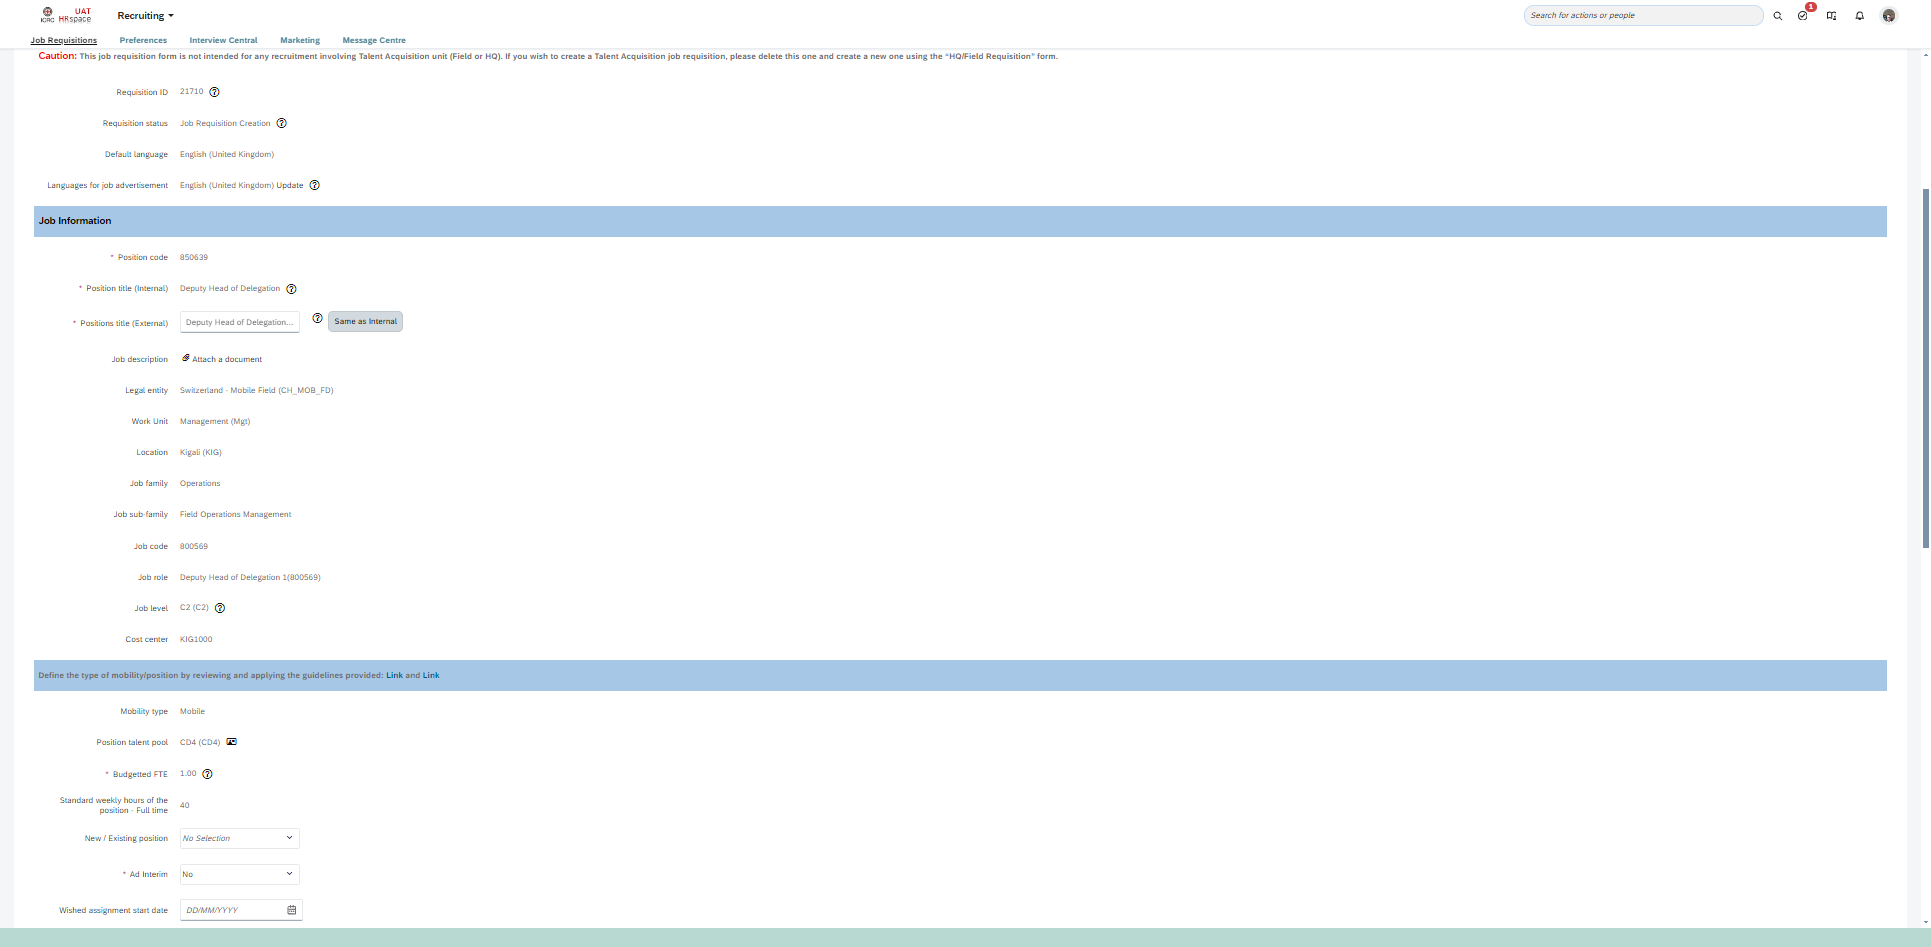 ICRC UAT HRspace Recruiting Search for actions or people 1
Job Requisitions Preferences Interview Central Marketing Message Centre
Caution: This job requisition form is not intended for any recruitment involving Talent Acquisition unit (Field or HQ). If you wish to create a Talent Acquisition job requisition, please delete this one and create a new one using the "HQ/Field Requisition" form.
Requisition ID 21710
Requisition status Job Requisition Creation
Default language English (United Kingdom)
Languages for job advertisement English (United Kingdom) Update
Job Information
* Position code 850639
* Position title (Internal) Deputy Head of Delegation
* Positions title (External) Deputy Head of Delegation... Same as Internal
Job description Attach a document
Legal entity Switzerland - Mobile Field (CH_MOB_FD)
Work Unit Management (Mgt)
Location Kigali (KIG)
Job family Operations
Job sub-family Field Operations Management
Job code 800569
Job role Deputy Head of Delegation 1(800569)
Job level C2 (C2)
Cost center KIG1000
Define the type of mobility/position by reviewing and applying the guidelines provided: Link and Link
Mobility type Mobile
Position talent pool CD4 (CD4)
* Budgetted FTE 1.00
Standard weekly hours of the
position - Full time 40
New / Existing position No Selection
* Ad Interim No
Wished assignment start date DD/MM/YYYY